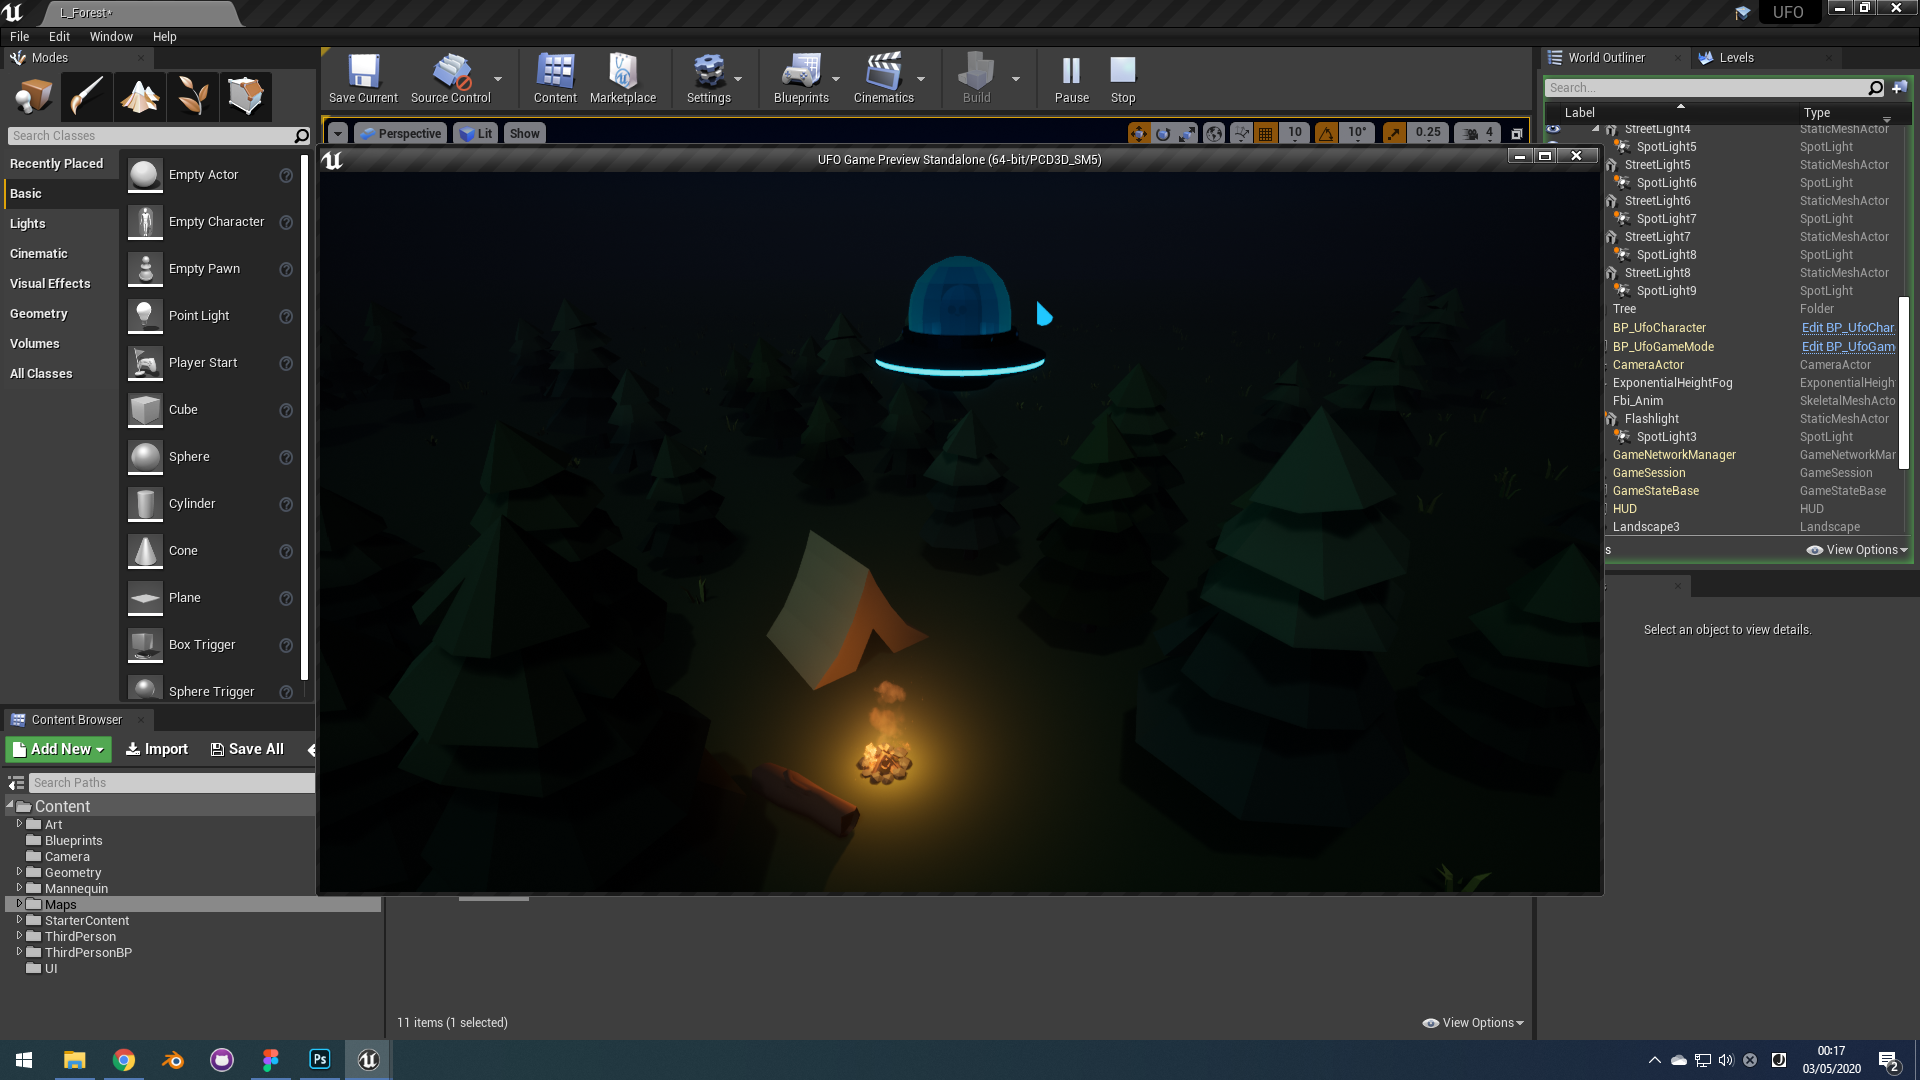 L_Forest*
UFO
File Edit Window Help
Modes
Search Classes
Recently Placed
Basic
Lights
Cinematic
Visual Effects
Geometry
Volumes
All Classes
Empty Actor
Empty Character
Empty Pawn
Point Light
Player Start
Cube
Sphere
Cylinder
Cone
Plane
Box Trigger
Sphere Trigger
Save Current Source Control Content Marketplace Settings Blueprints Cinematics Build Pause Stop
Perspective Lit Show 10 10° 0.25 4
UFO Game Preview Standalone (64-bit/PCD3D_SM5)
World Outliner Levels
Search...
Label Type
StreetLight4 StaticMeshActor
SpotLight5 SpotLight
StreetLight5 StaticMeshActor
SpotLight6 SpotLight
StreetLight6 StaticMeshActor
SpotLight7 SpotLight
StreetLight7 StaticMeshActor
SpotLight8 SpotLight
StreetLight8 StaticMeshActor
SpotLight9 SpotLight
Tree Folder
BP_UfoCharacter Edit BP_UfoChar
BP_UfoGameMode Edit BP_UfoGam
CameraActor CameraActor
ExponentialHeightFog ExponentialHeigh
Fbi_Anim SkeletalMeshActo
Flashlight StaticMeshActor
SpotLight3 SpotLight
GameNetworkManager GameNetworkMar
GameSession GameSession
GameStateBase GameStateBase
HUD HUD
Landscape3 Landscape
s View Options
Select an object to view details.
Content Browser
Add New Import Save All
Search Paths
Content
Art
Blueprints
Camera
Geometry
Mannequin
Maps
StarterContent
ThirdPerson
ThirdPersonBP
UI
11 items (1 selected) View Options
Ps
00:17
03/05/2020
2